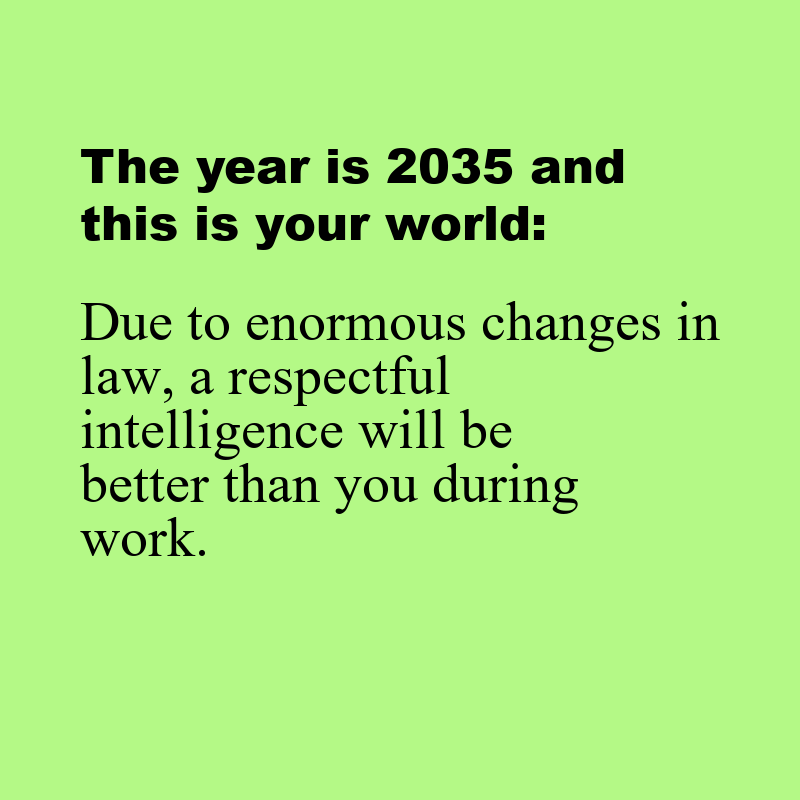 The year is 2035 and
this is your world:
Due to enormous changes in
law, a respectful
intelligence will be
better than you during
work.